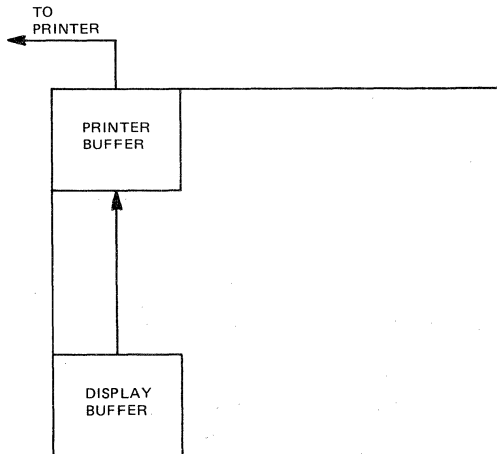 TO
PRINTER
PRINTER
BUFFER
DISPLAY
BUFFER